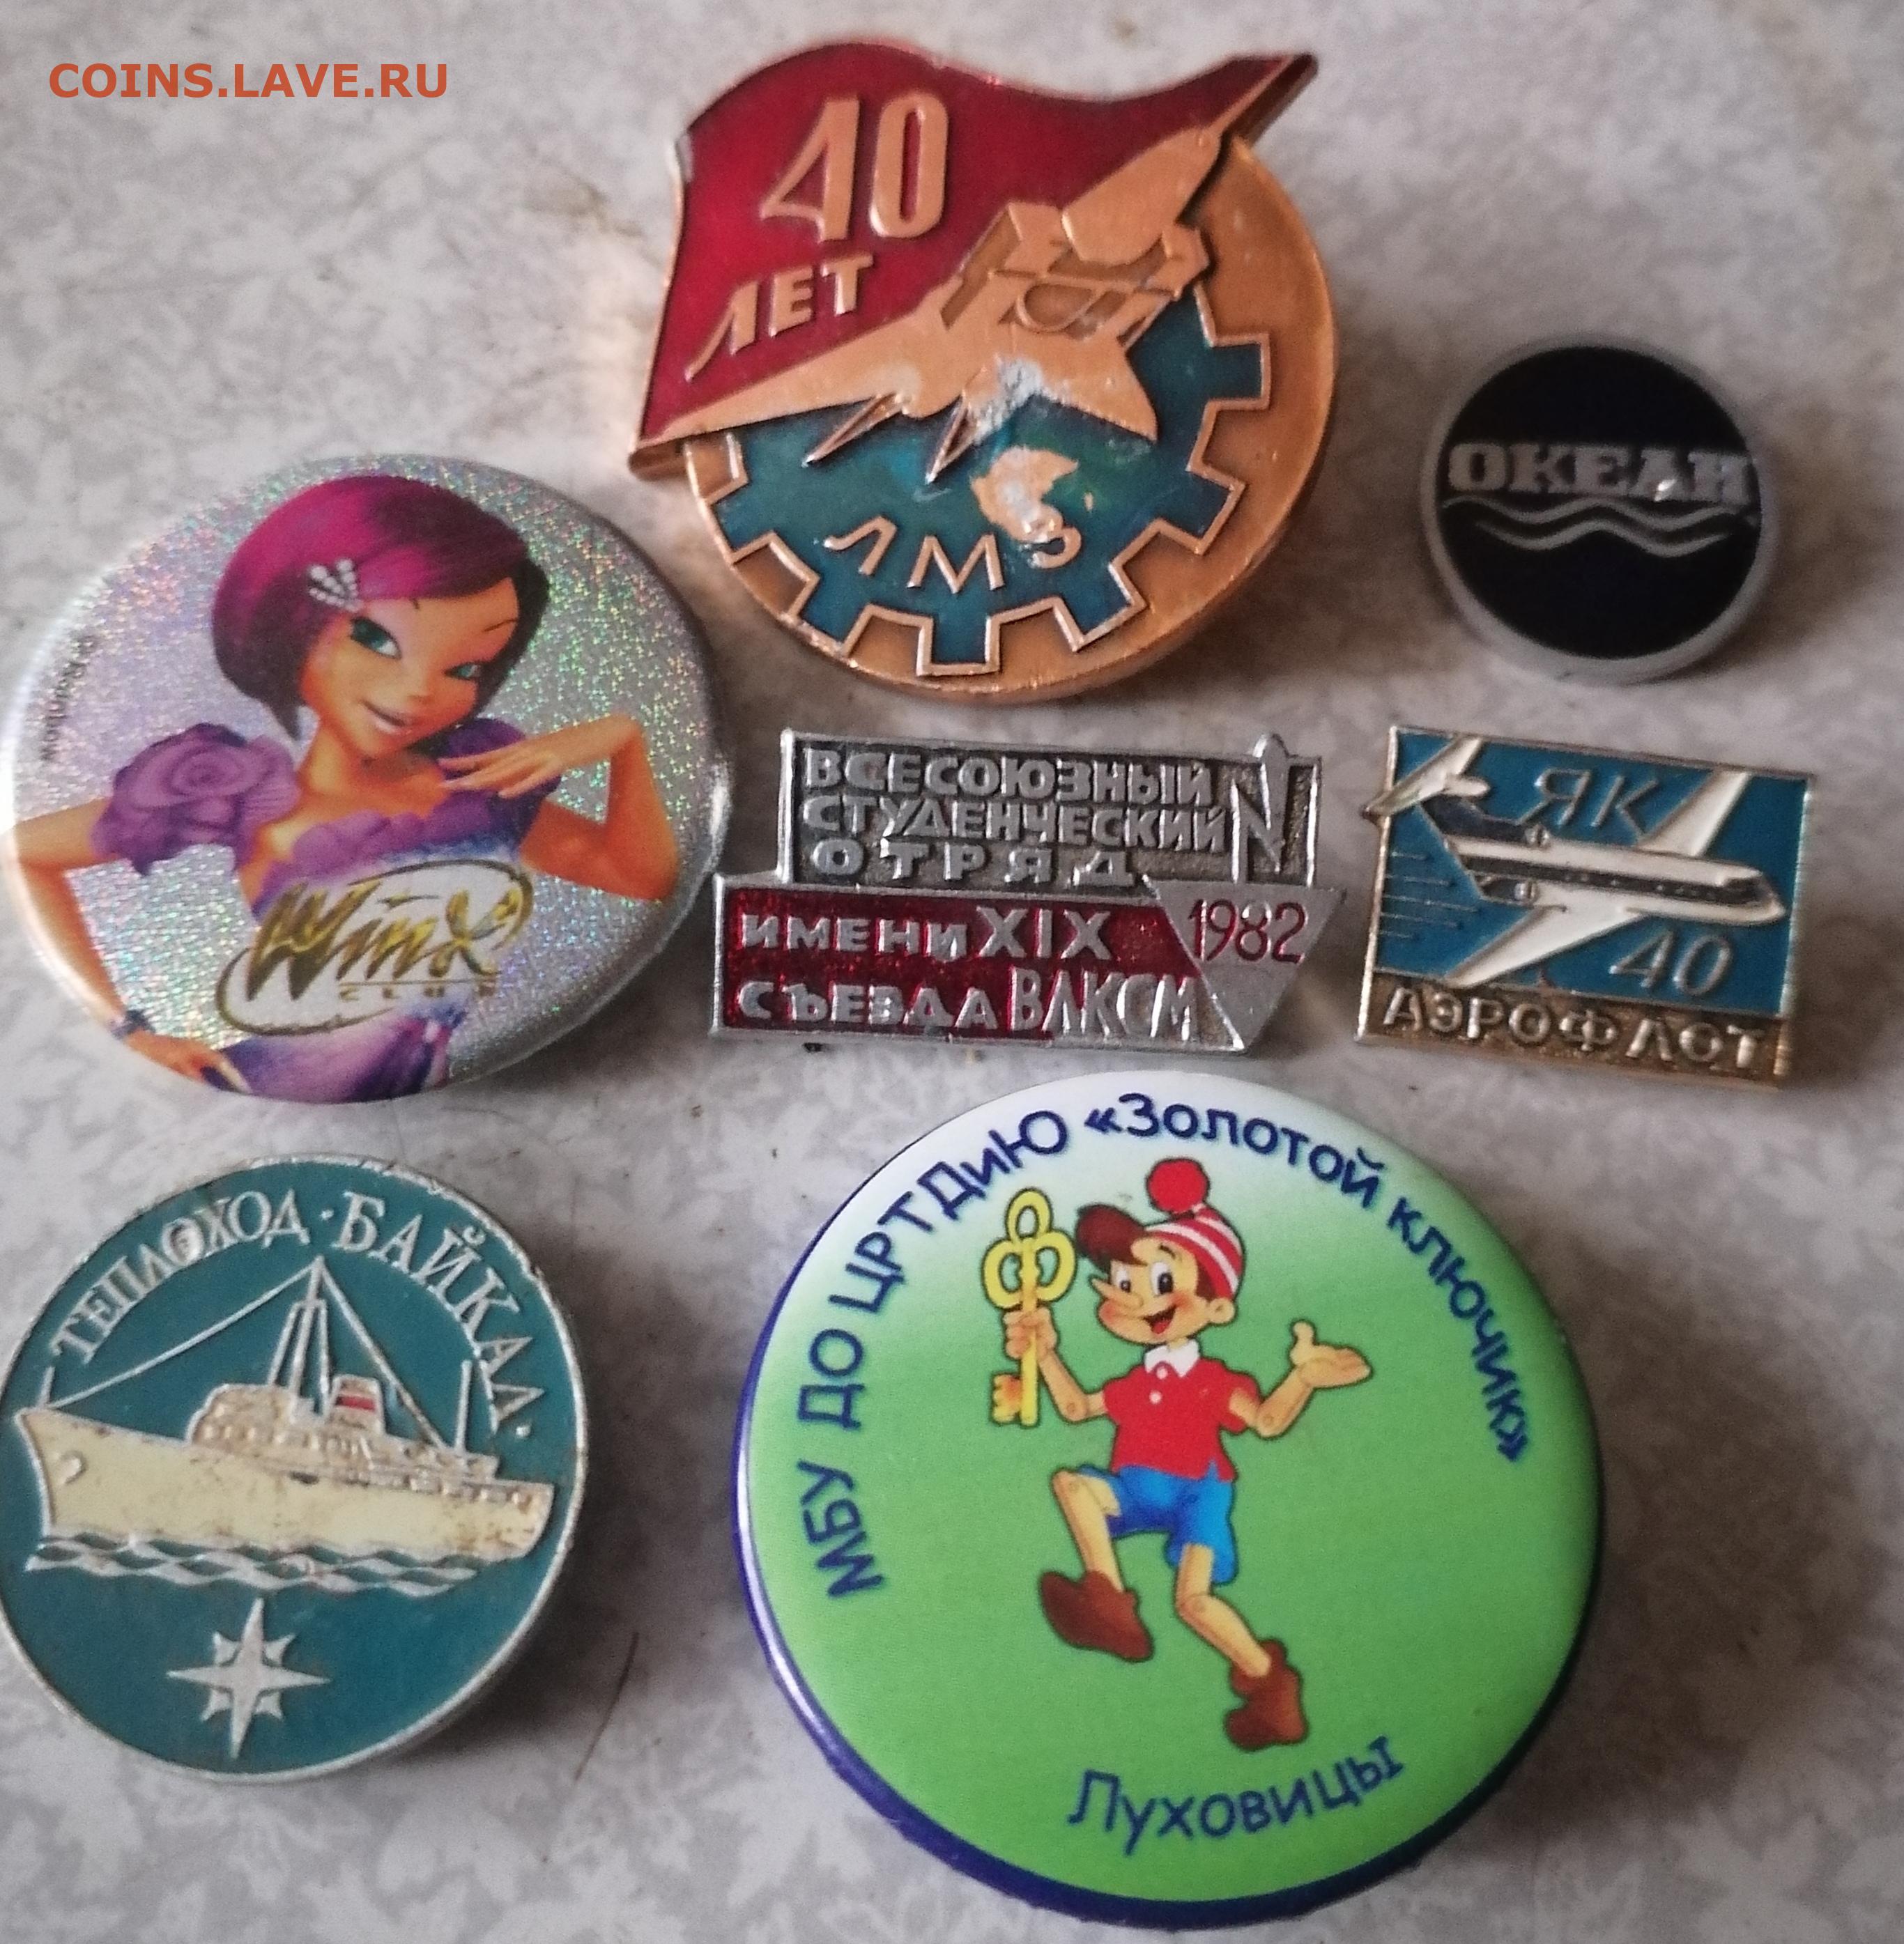 COINS.LAVE.RU
40
ЛЕТ
ЛМЗ
ОКЕАН
Winx
CLUB
ВСЕСОЮЗНЫЙ
СТУДЕНЧЕСКИЙ
ОТРЯД
ИМЕНИ XIX
СЪЕЗДА ВЛКСМ
1982
ЯК
40
АЭРОФЛОТ
ТЕПЛОХОД·БАЙКАЛ·
МБУ ДО ЦРТДиЮ «Золотой ключик»
Луховицы